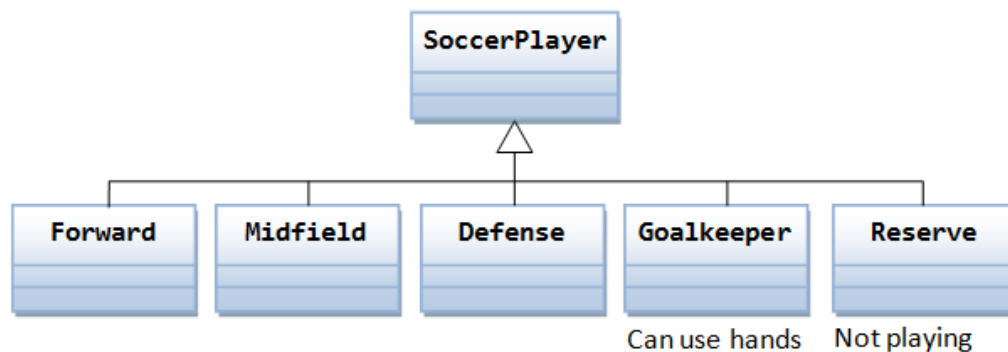 SoccerPlayer
Forward
Midfield
Defense
Goalkeeper
Reserve
Can use hands
Not playing